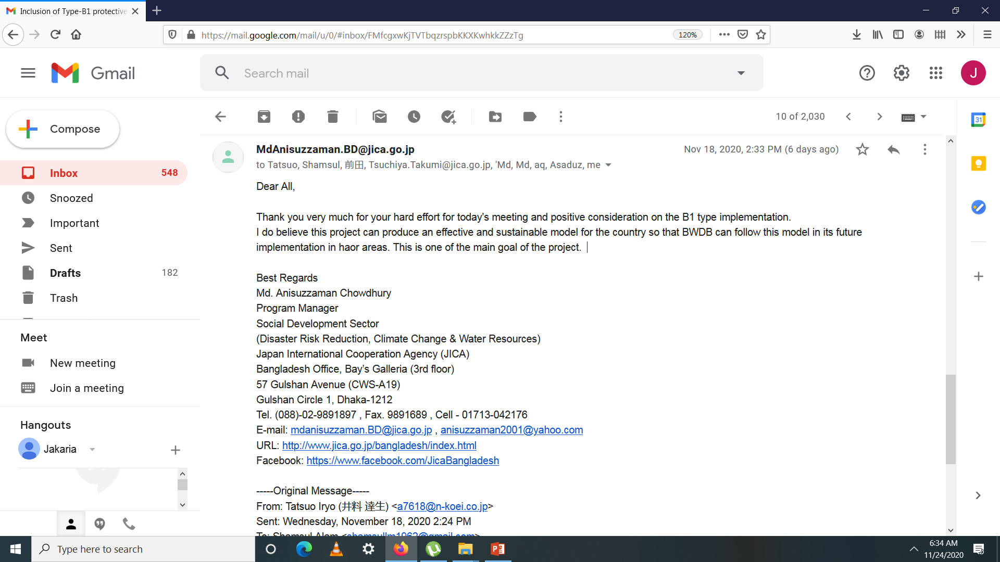 Inclusion of Type-B1 protective
https://mail.google.com/mail/u/0/#inbox/FMfcgxwKjTVTbqzrspbKKXKwhkkZZzTg
120%
Gmail
Search mail
J
Compose
10 of 2,030
31
Inbox 548
Snoozed
Important
Sent
Drafts 182
Trash
Meet
New meeting
Join a meeting
Hangouts
Jakaria
MdAnisuzzaman.BD@jica.go.jp
Nov 18, 2020, 2:33 PM (6 days ago)
to Tatsuo, Shamsul, 前田, Tsuchiya.Takumi@jica.go.jp, 'Md, Md, aq, Asaduz, me
Dear All,
Thank you very much for your hard effort for today's meeting and positive consideration on the B1 type implementation.
I do believe this project can produce an effective and sustainable model for the country so that BWDB can follow this model in its future
implementation in haor areas. This is one of the main goal of the project.
Best Regards
Md. Anisuzzaman Chowdhury
Program Manager
Social Development Sector
(Disaster Risk Reduction, Climate Change & Water Resources)
Japan International Cooperation Agency (JICA)
Bangladesh Office, Bay’s Galleria (3rd floor)
57 Gulshan Avenue (CWS-A19)
Gulshan Circle 1, Dhaka-1212
Tel. (088)-02-9891897 , Fax. 9891689 , Cell - 01713-042176
E-mail: mdanisuzzaman.BD@jica.go.jp , anisuzzaman2001@yahoo.com
URL: http://www.jica.go.jp/bangladesh/index.html
Facebook: https://www.facebook.com/JicaBangladesh
-----Original Message-----
From: Tatsuo Iryo (井料 達生) <a7618@n-koei.co.jp>
Sent: Wednesday, November 18, 2020 2:24 PM
To: Shamsul Alam <shamsullm1962@gmail.com>
Type here to search
6:34 AM
11/24/2020